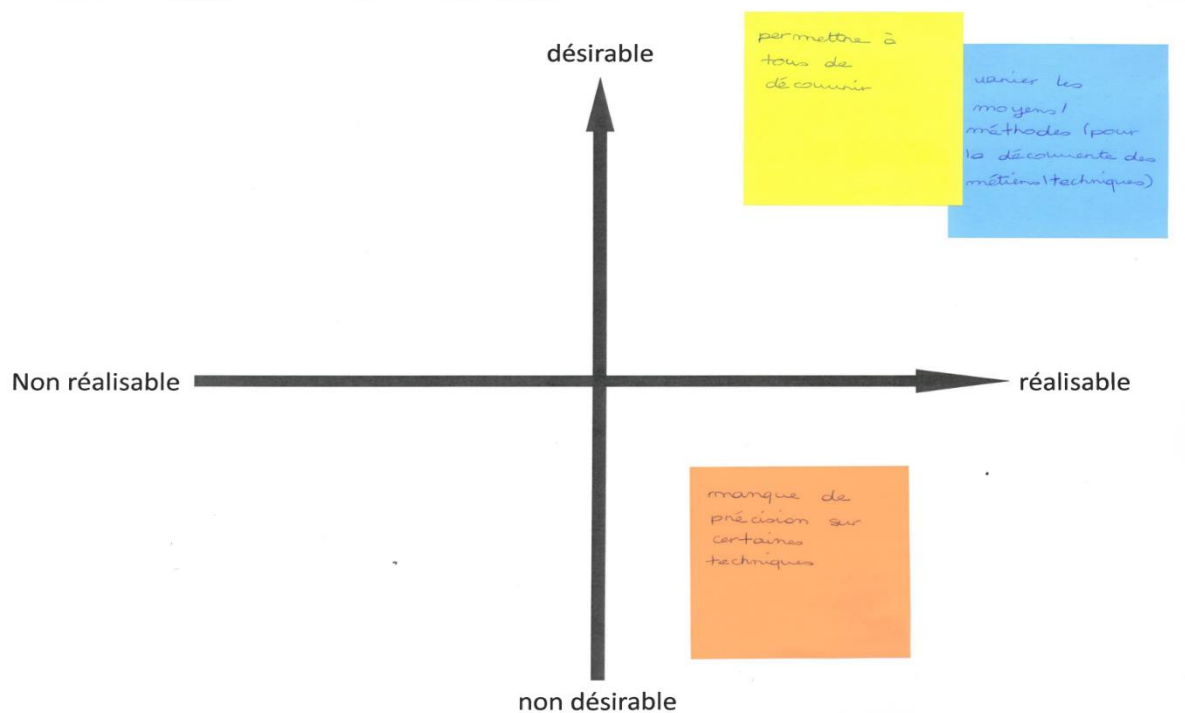 désirable
permettre à
tous de
découvrir
varier les
moyens/
méthodes (pour
la découverte des
métiers/techniques)
Non réalisable
réalisable
manque de
précision sur
certaines
techniques
non désirable